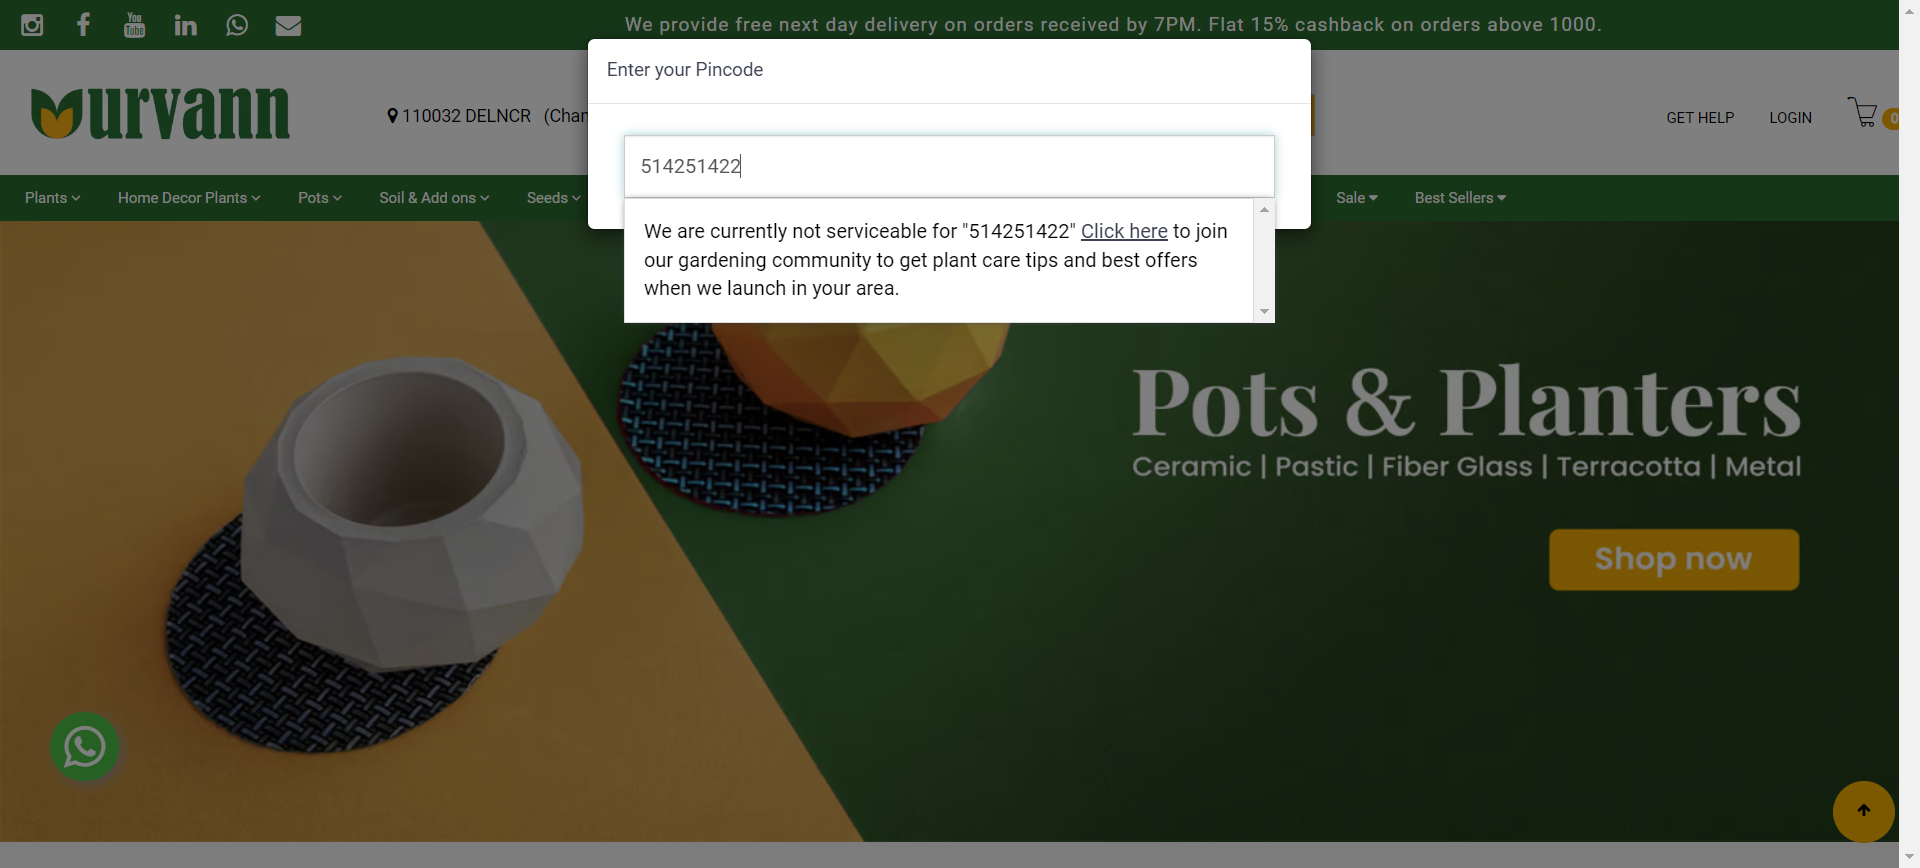 You
Tube
We provide free next day delivery on orders received by 7PM. Flat 15% cashback on orders above 1000.
Enter your Pincode
urvann
110032 DELNCR (Chan
GET HELP
LOGIN
0
514251422
Plants
Home Decor Plants
Pots
Soil & Add ons
Seeds
Sale
Best Sellers
We are currently not serviceable for "514251422" Click here to join
our gardening community to get plant care tips and best offers
when we launch in your area.
Pots & Planters
Ceramic | Pastic | Fiber Glass | Terracotta | Metal
Shop now